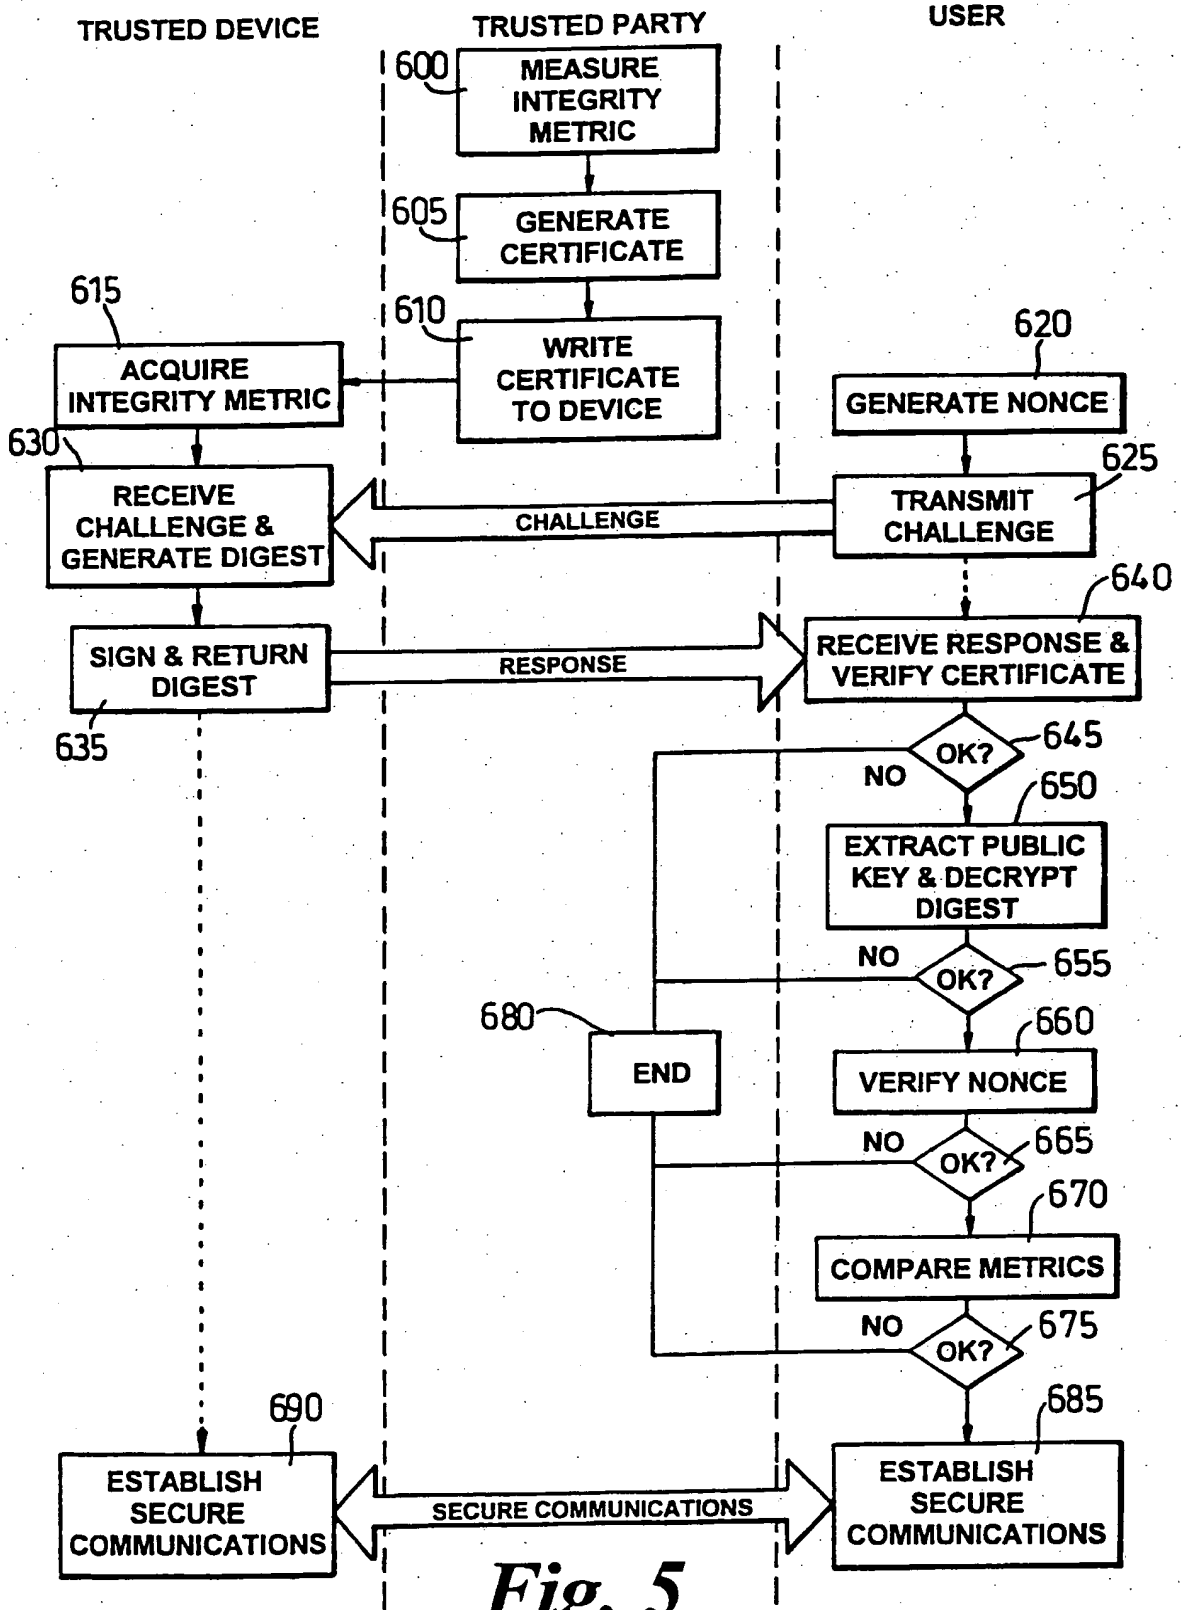 TRUSTED DEVICE
TRUSTED PARTY
USER
600
MEASURE
INTEGRITY
METRIC
605
GENERATE
CERTIFICATE
610
WRITE
CERTIFICATE
TO DEVICE
615
ACQUIRE
INTEGRITY METRIC
620
GENERATE NONCE
625
TRANSMIT
CHALLENGE
CHALLENGE
630
RECEIVE
CHALLENGE &
GENERATE DIGEST
635
SIGN & RETURN
DIGEST
RESPONSE
640
RECEIVE RESPONSE &
VERIFY CERTIFICATE
645
OK?
NO
650
EXTRACT PUBLIC
KEY & DECRYPT
DIGEST
655
OK?
NO
680
END
660
VERIFY NONCE
665
OK?
NO
670
COMPARE METRICS
675
OK?
NO
685
ESTABLISH
SECURE
COMMUNICATIONS
690
ESTABLISH
SECURE
COMMUNICATIONS
SECURE COMMUNICATIONS
Fig. 5